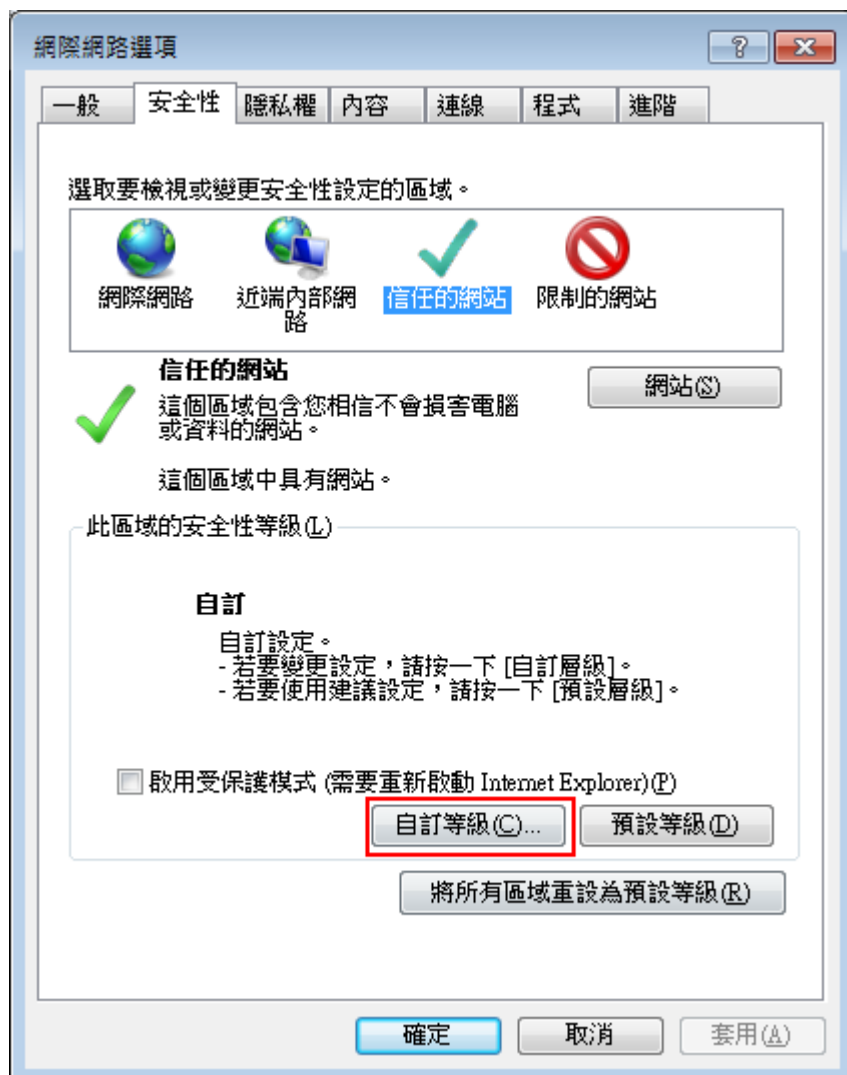 網際網路選項
一般 安全性 隱私權 內容 連線 程式 進階
選取要檢視或變更安全性設定的區域。
網際網路 近端內部網路 信任的網站 限制的網站
信任的網站
網站(S)
這個區域包含您相信不會損害電腦
或資料的網站。
這個區域中具有網站。
此區域的安全性等級(L)
自訂
自訂設定。
- 若要變更設定，請按一下 [自訂層級]。
- 若要使用建議設定，請按一下 [預設層級]。
啟用受保護模式 (需要重新啟動 Internet Explorer)(P)
自訂等級(C)... 預設等級(D)
將所有區域重設為預設等級(R)
確定 取消 套用(A)